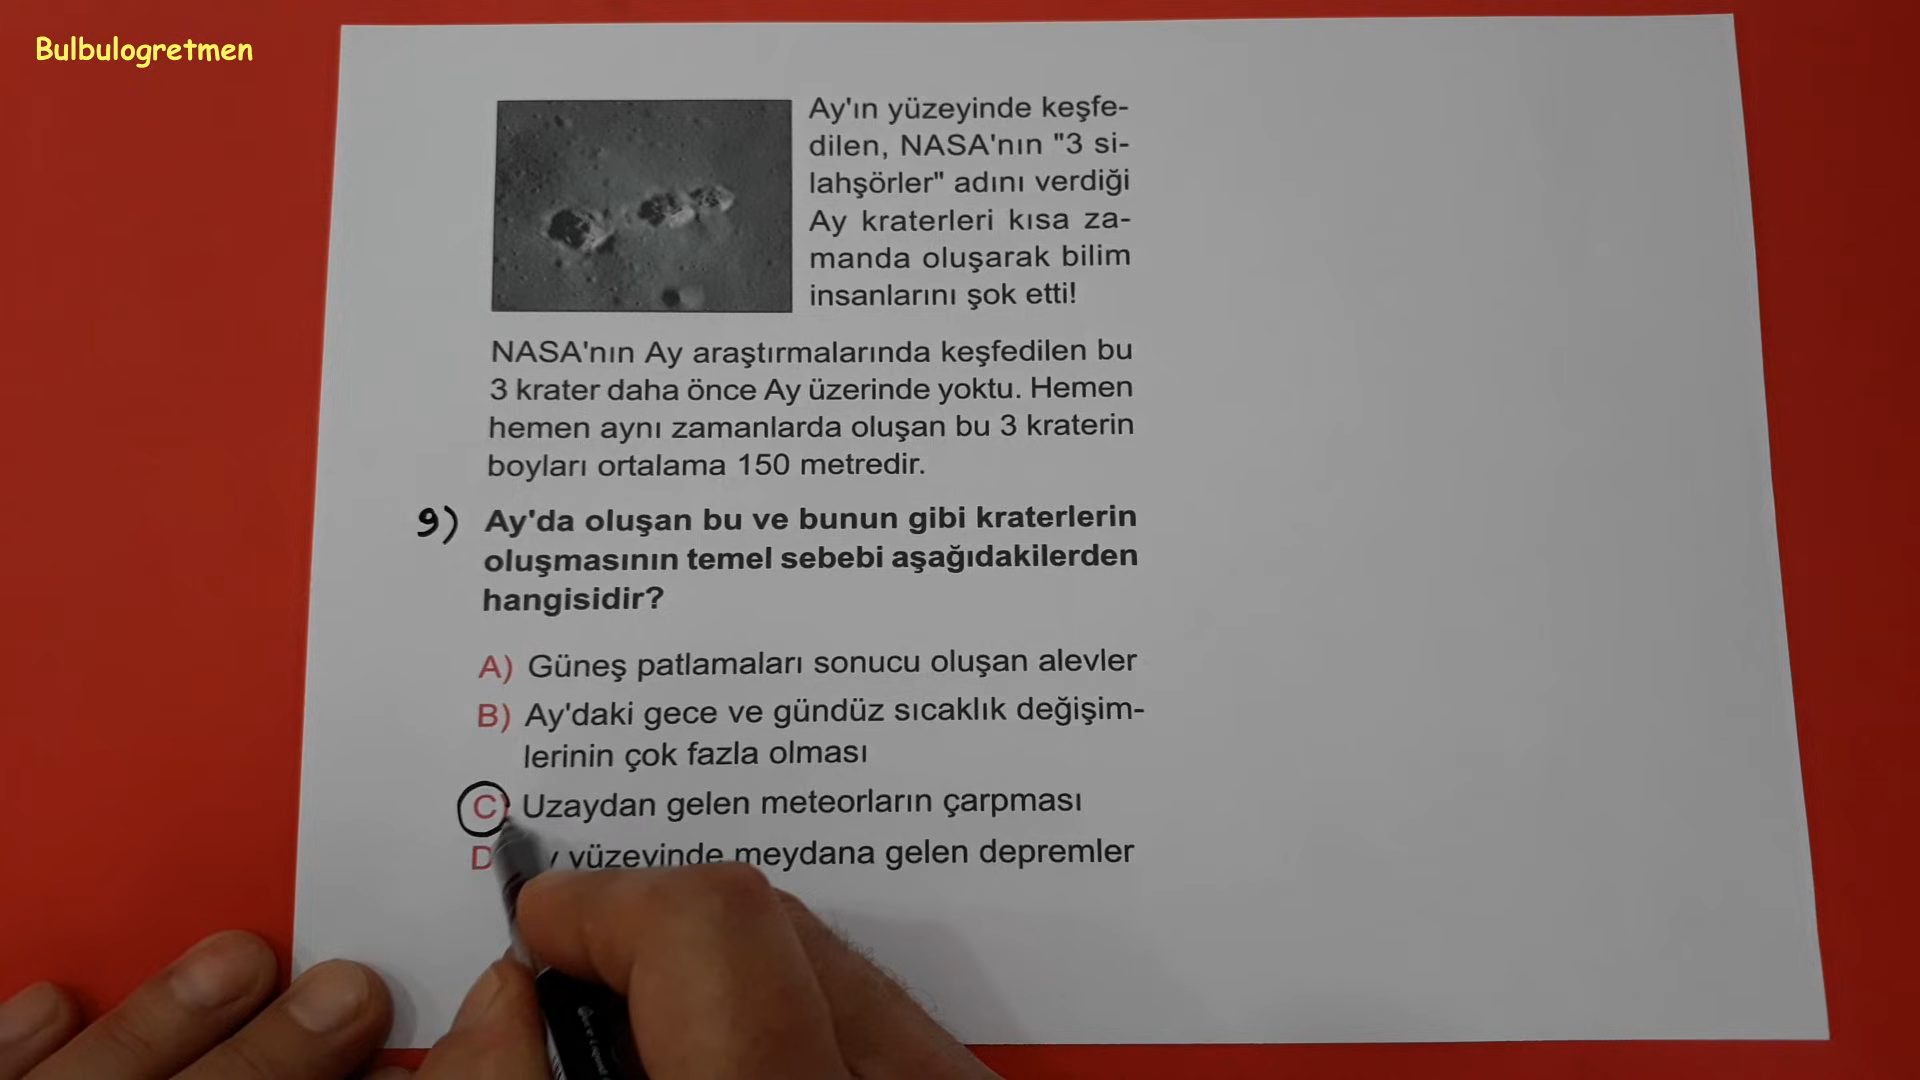 Bulbulogretmen
Ay'ın yüzeyinde keşfe-
dilen, NASA'nın "3 si-
lahşörler" adını verdiği
Ay kraterleri kısa za-
manda oluşarak bilim
insanlarını şok etti!
NASA'nın Ay araştırmalarında keşfedilen bu
3 krater daha önce Ay üzerinde yoktu. Hemen
hemen aynı zamanlarda oluşan bu 3 kraterin
boyları ortalama 150 metredir.
9) Ay'da oluşan bu ve bunun gibi kraterlerin
oluşmasının temel sebebi aşağıdakilerden
hangisidir?
A) Güneş patlamaları sonucu oluşan alevler
B) Ay'daki gece ve gündüz sıcaklık değişim-
lerinin çok fazla olması
C) Uzaydan gelen meteorların çarpması
D yüzeyinde meydana gelen depremler